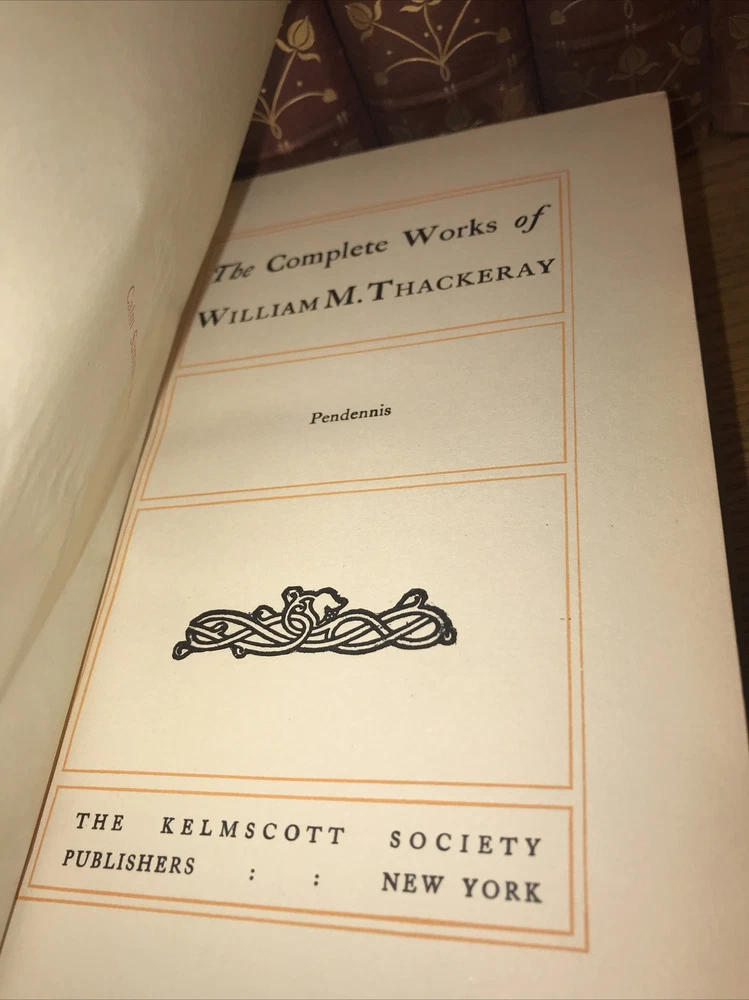 The Complete Works of
WILLIAM M. THACKERAY
Pendennis
THE KELMSCOTT SOCIETY
PUBLISHERS : : NEW YORK